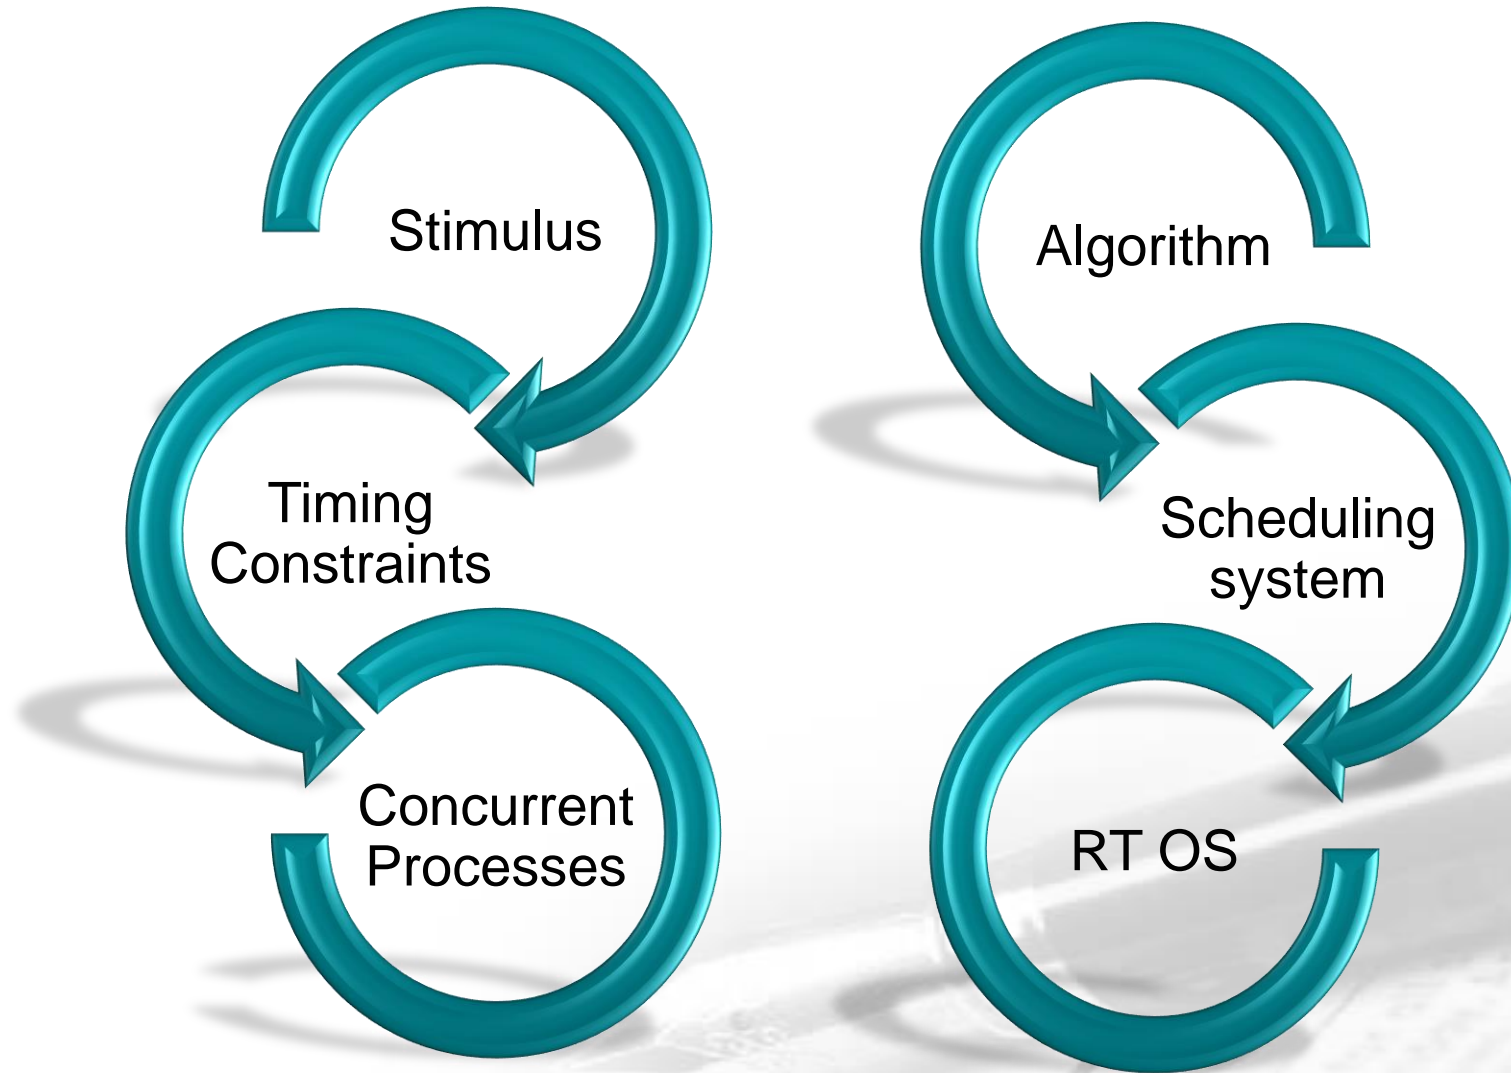 Stimulus
Timing
Constraints
Concurrent
Processes
Algorithm
Scheduling
system
RT OS